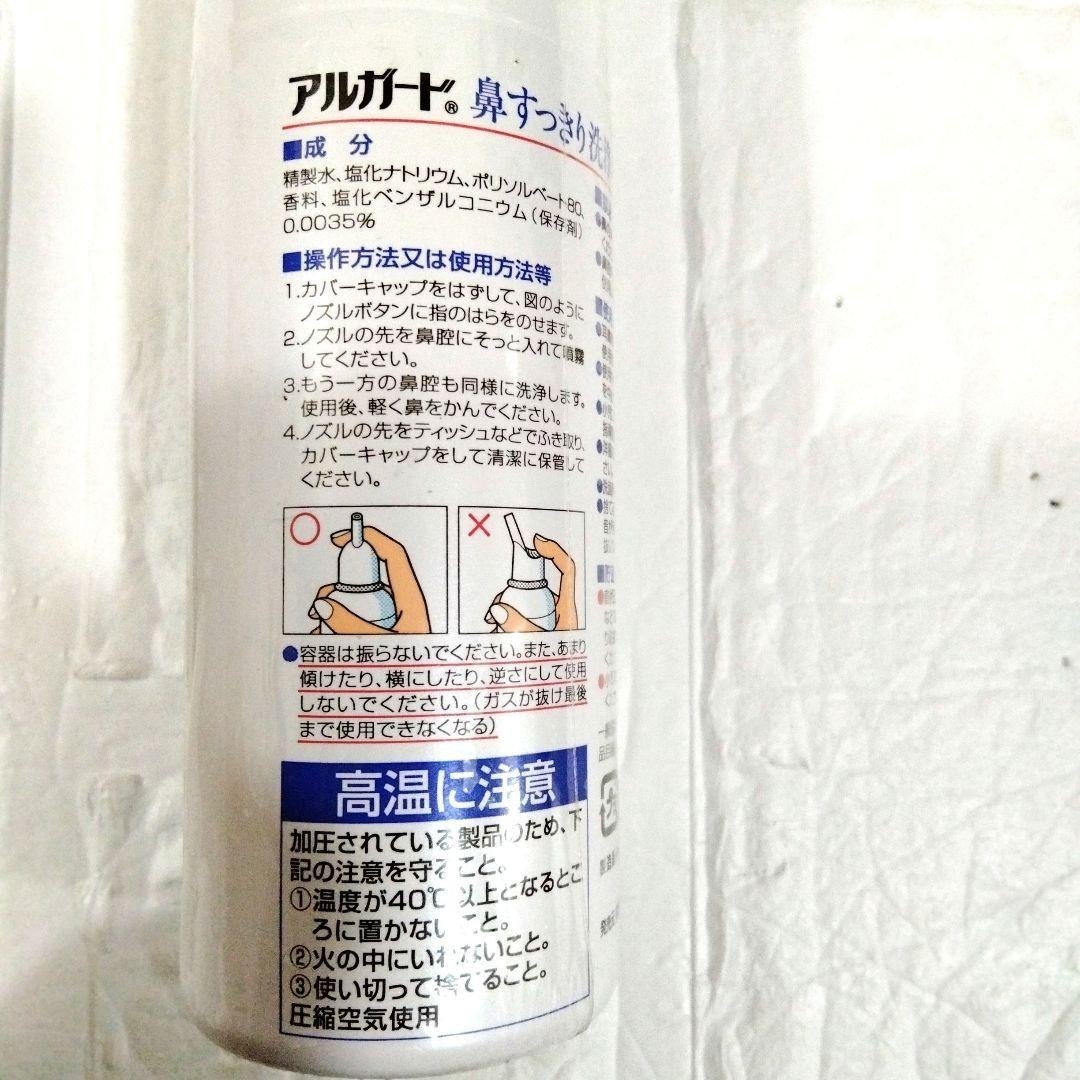 アルガード® 鼻すっきり洗
■成 分
精製水、塩化ナトリウム、ポリソルベート80、
香料、塩化ベンザルコニウム(保存剤)
0.0035%
■操作方法又は使用方法等
1.カバーキャップをはずして、図のように
ノズルボタンに指のはらをのせます。
2.ノズルの先を鼻腔にそっと入れて噴霧
してください。
3.もう一方の鼻腔も同様に洗浄します。
使用後、軽く鼻をかんでください。
4.ノズルの先をティッシュなどでふき取り、
カバーキャップをして清潔に保管して
ください。
●容器は振らないでください。また、あまり
傾けたり、横にしたり、逆さにして使用
しないでください。(ガスが抜け最後
まで使用できなくなる)
高温に注意
加圧されている製品のため、下
記の注意を守ること。
①温度が40℃以上となるとこ
ろに置かないこと。
②火の中にいれないこと。
③使い切って捨てること。
圧縮空気使用